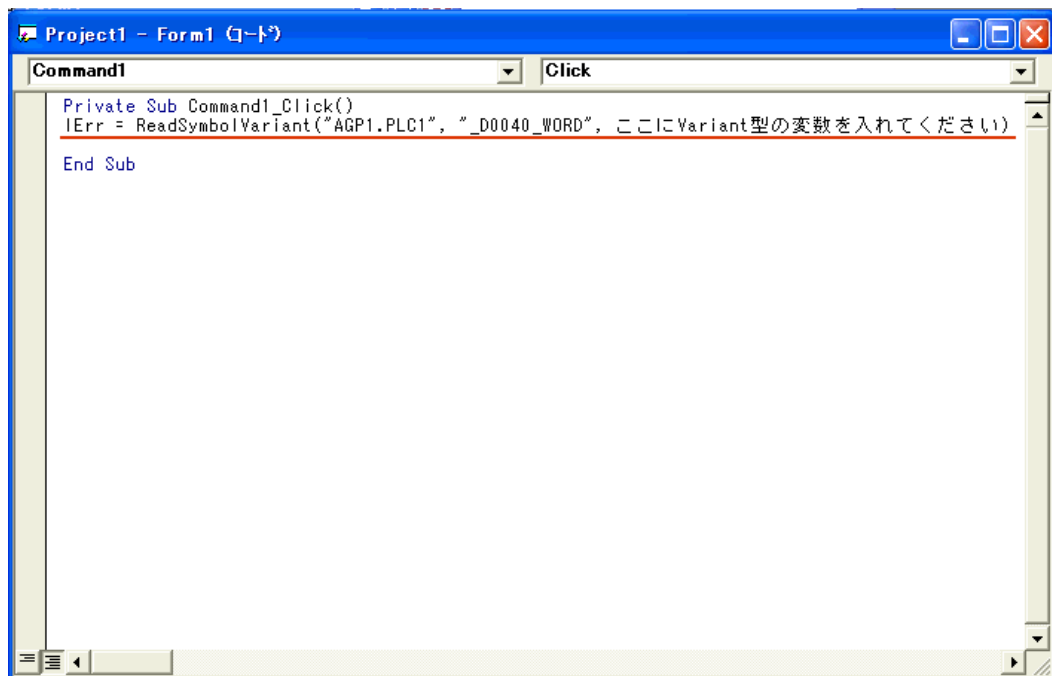 Project1 - Form1 (コード)
Command1
Click
Private Sub Command1_Click()
lErr = ReadSymbolVariant("AGP1.PLC1", "_D0040_WORD", ここにVariant型の変数を入れてください)
End Sub